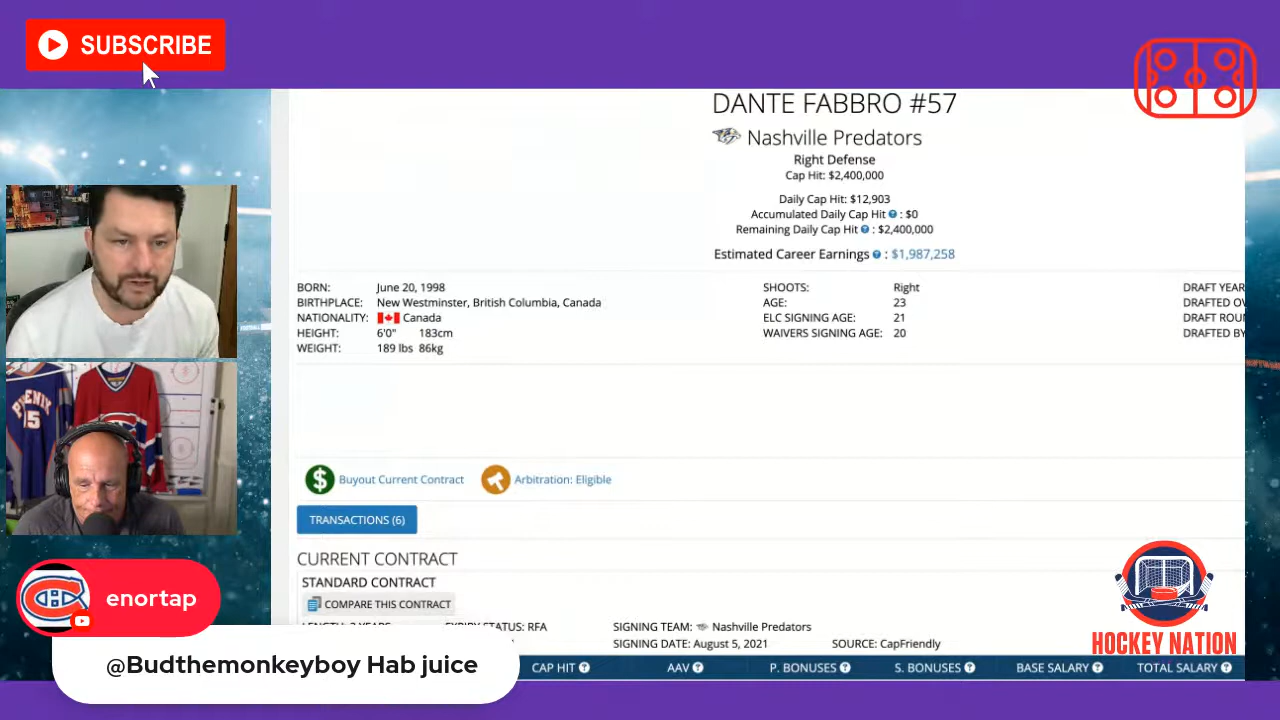 SUBSCRIBE
DANTE FABBRO #57
Nashville Predators
Right Defense
Cap Hit: $2,400,000
Daily Cap Hit: $12,903
Accumulated Daily Cap Hit ? : $0
Remaining Daily Cap Hit ? : $2,400,000
Estimated Career Earnings ? : $1,987,258
BORN: June 20, 1998
BIRTHPLACE: New Westminster, British Columbia, Canada
NATIONALITY: Canada
HEIGHT: 6'0" 183cm
WEIGHT: 189 lbs 86kg
SHOOTS: Right
AGE: 23
ELC SIGNING AGE: 21
WAIVERS SIGNING AGE: 20
DRAFT YEAR
DRAFTED OV
DRAFT ROUN
DRAFTED BY
$ Buyout Current Contract
Arbitration: Eligible
TRANSACTIONS (6)
CURRENT CONTRACT
STANDARD CONTRACT
COMPARE THIS CONTRACT
EXPIRY STATUS: RFA
SIGNING TEAM: Nashville Predators
SIGNING DATE: August 5, 2021
SOURCE: CapFriendly
CAP HIT ? AAV ? P. BONUSES ? S. BONUSES ? BASE SALARY ? TOTAL SALARY ?
15
enortap
@Budthemonkeyboy Hab juice
HOCKEY NATION